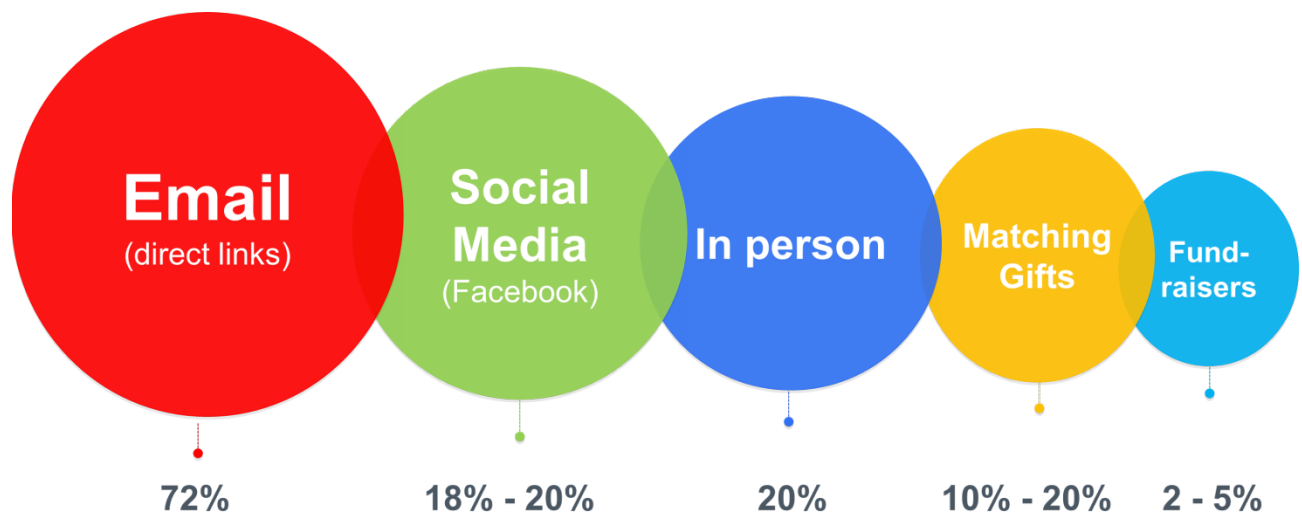 Email
(direct links)
Social
Media
(Facebook)
In person
Matching
Gifts
Fund-
raisers
72%
18% - 20%
20%
10% - 20%
2 - 5%